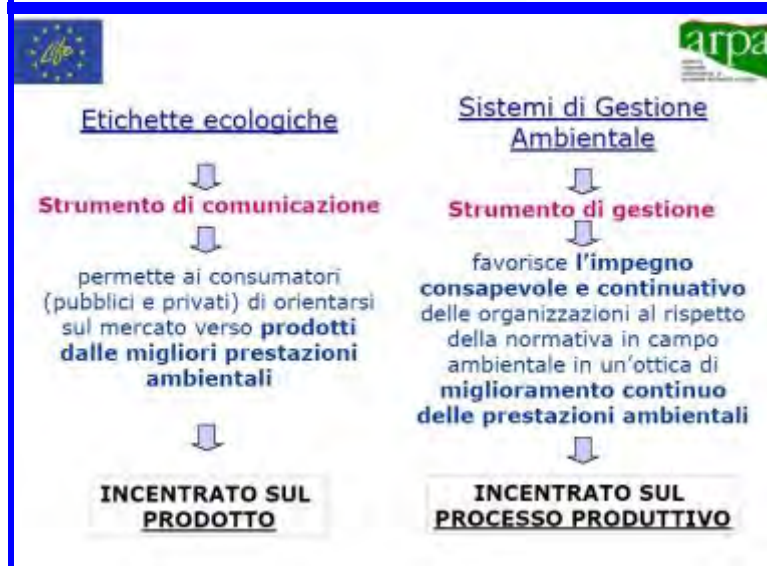 Life
arpa
Etichette ecologiche
Strumento di comunicazione
permette ai consumatori
(pubblici e privati) di orientarsi
sul mercato verso prodotti
dalle migliori prestazioni
ambientali
INCENTRATO SUL
PRODOTTO
Sistemi di Gestione
Ambientale
Strumento di gestione
favorisce l'impegno
consapevole e continuativo
delle organizzazioni al rispetto
della normativa in campo
ambientale in un'ottica di
miglioramento continuo
delle prestazioni ambientali
INCENTRATO SUL
PROCESSO PRODUTTIVO